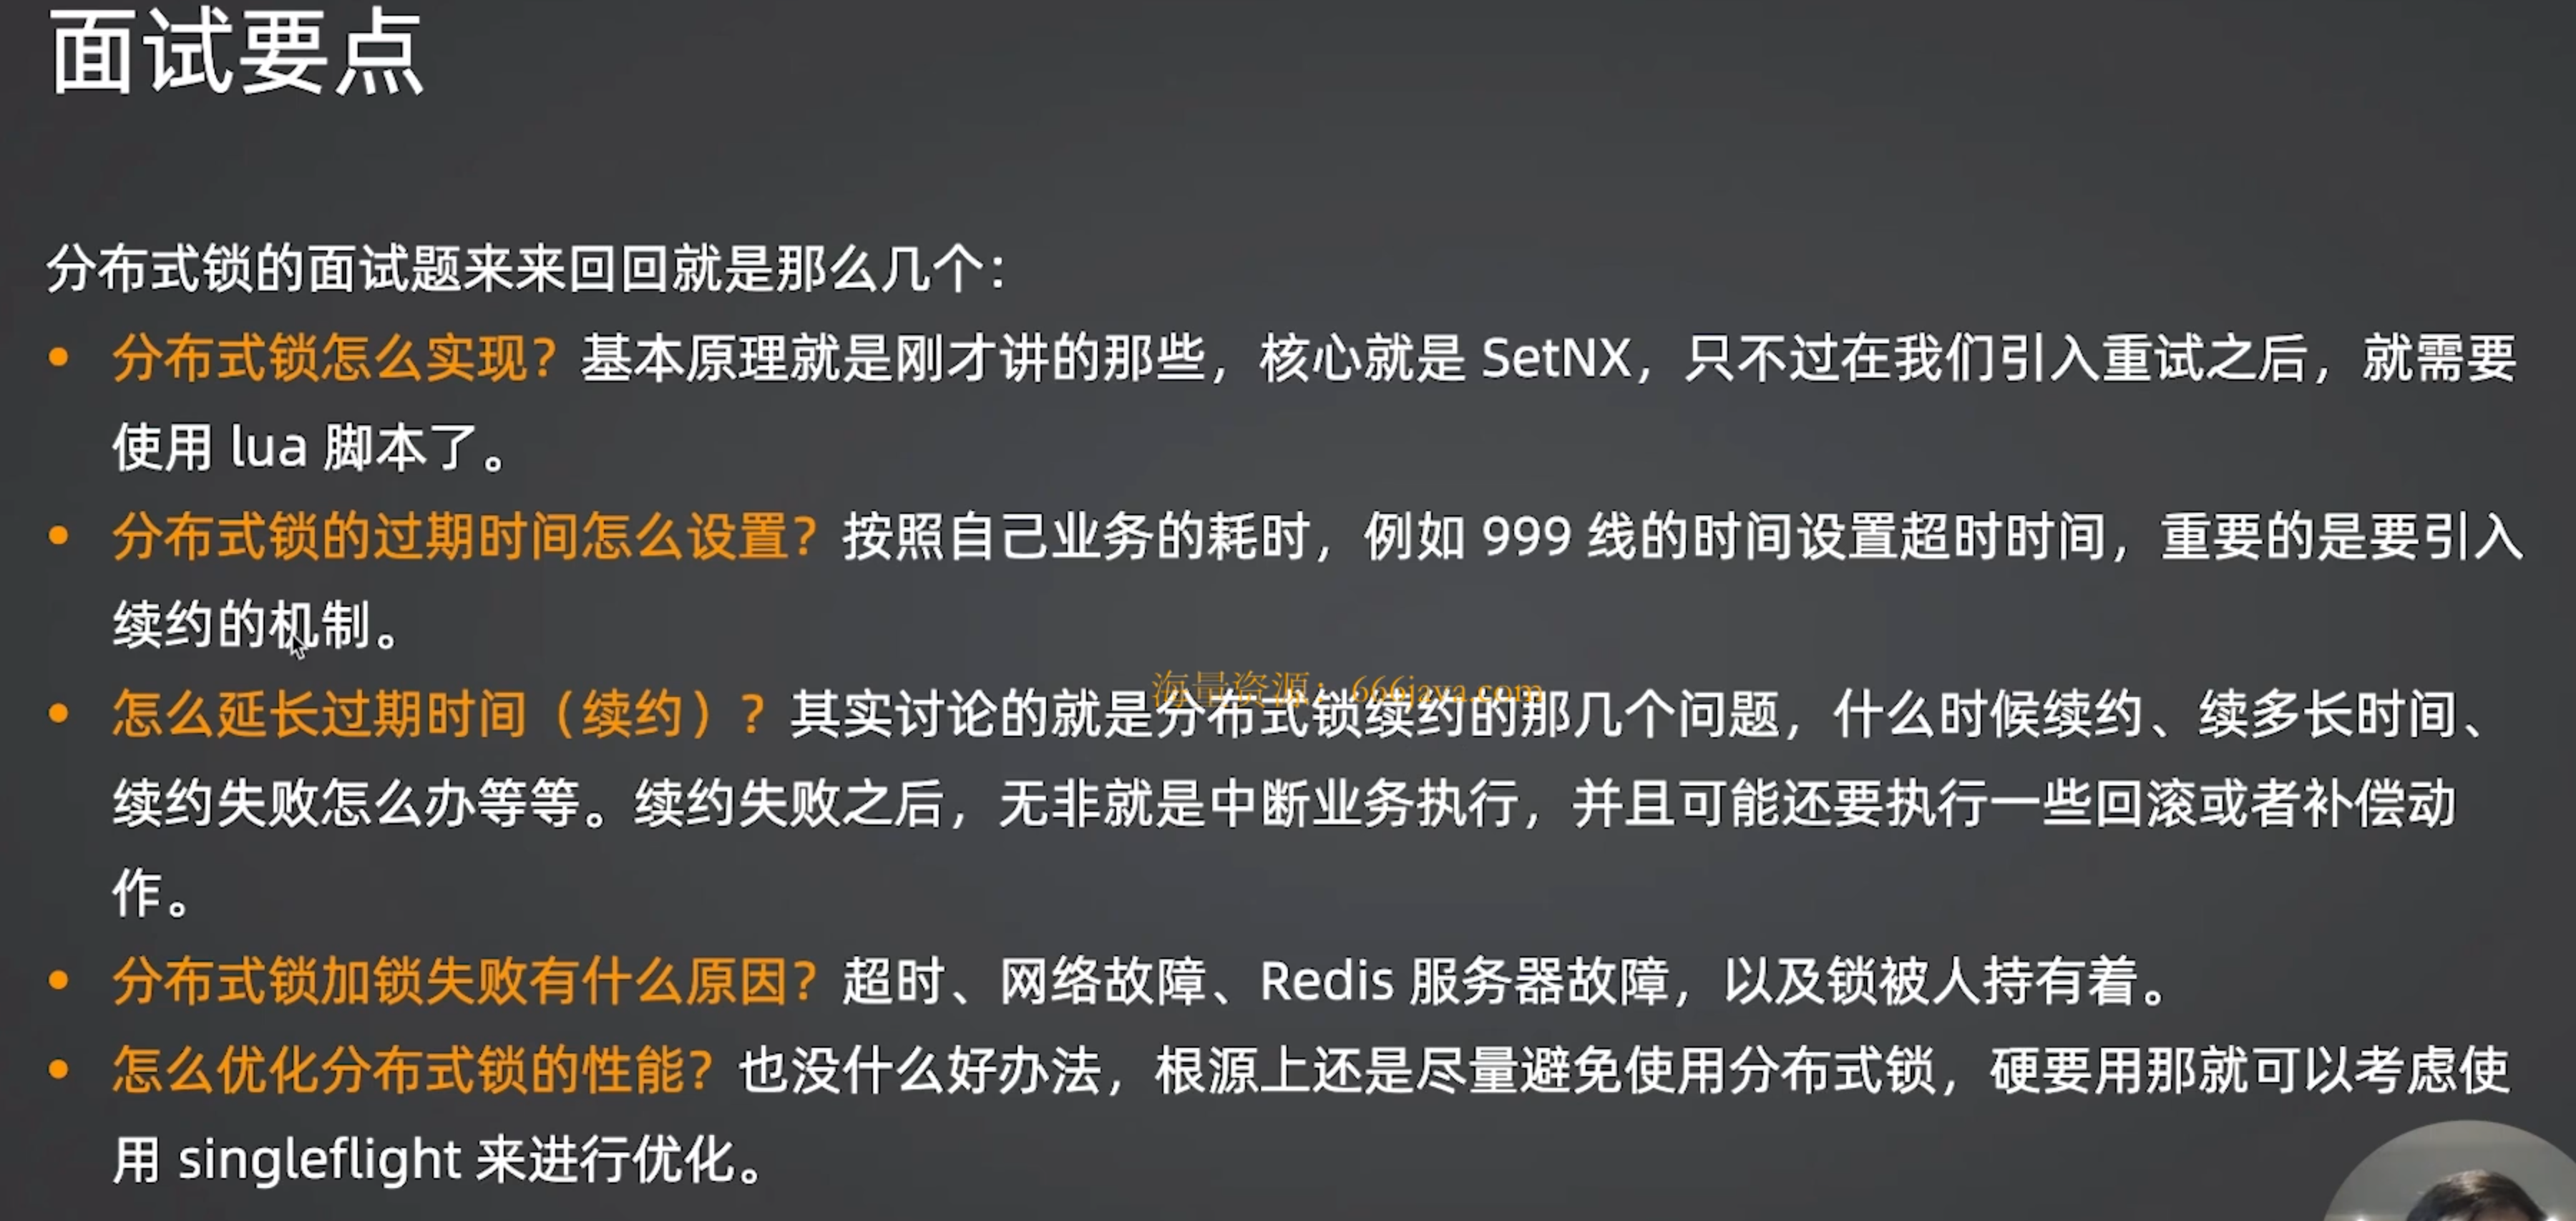 面试要点
分布式锁的面试题来来回回就是那么几个：
• 分布式锁怎么实现？基本原理就是刚才讲的那些，核心就是 SetNX，只不过在我们引入重试之后，就需要
使用 lua 脚本了。
• 分布式锁的过期时间怎么设置？按照自己业务的耗时，例如 999 线的时间设置超时时间，重要的是要引入
续约的机制。
海量资源：666java.com
• 怎么延长过期时间（续约）？其实讨论的就是分布式锁续约的那几个问题，什么时候续约、续多长时间、
续约失败怎么办等等。续约失败之后，无非就是中断业务执行，并且可能还要执行一些回滚或者补偿动
作。
• 分布式锁加锁失败有什么原因？超时、网络故障、Redis 服务器故障，以及锁被人持有着。
• 怎么优化分布式锁的性能？也没什么好办法，根源上还是尽量避免使用分布式锁，硬要用那就可以考虑使
用 singleflight 来进行优化。